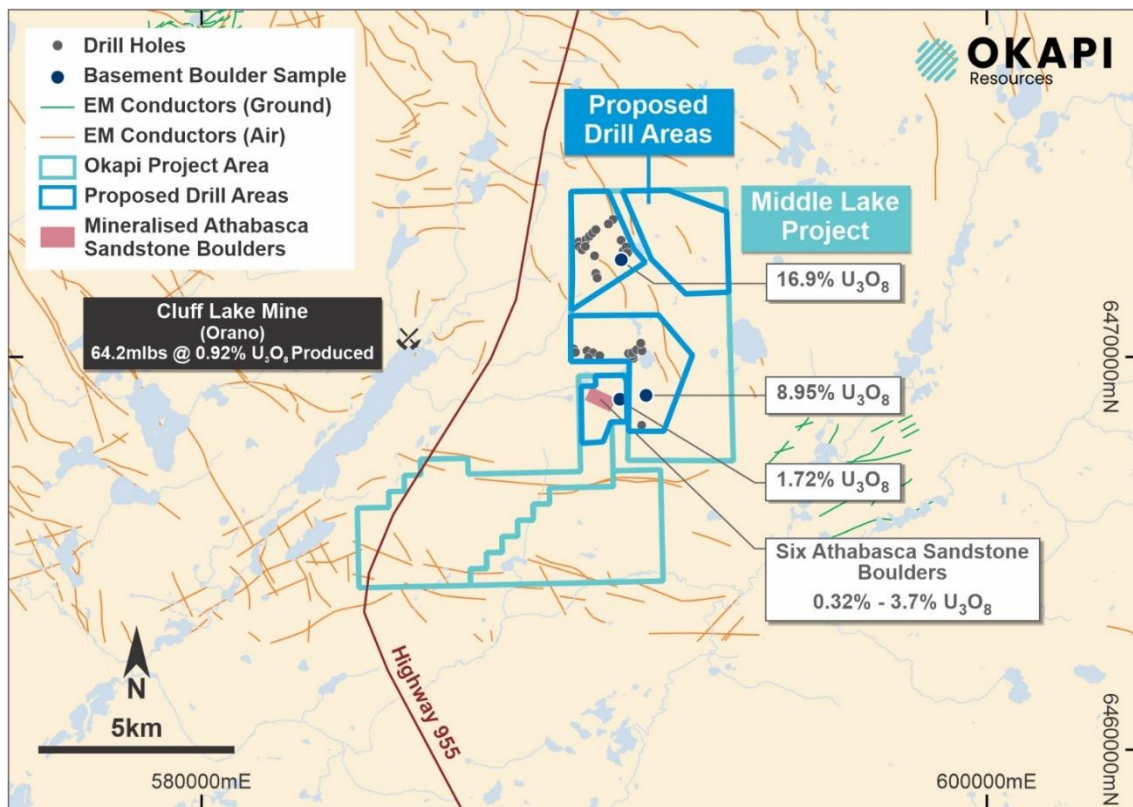 Drill Holes
Basement Boulder Sample
EM Conductors (Ground)
EM Conductors (Air)
Okapi Project Area
Proposed Drill Areas
Mineralised Athabasca
Sandstone Boulders
OKAPI
Resources
Proposed
Drill Areas
Middle Lake
Project
16.9% U₃O₈
Cluff Lake Mine
(Orano)
64.2mlbs @ 0.92% U₃O₈ Produced
6470000mN
8.95% U₃O₈
1.72% U₃O₈
Six Athabasca Sandstone
Boulders
0.32% - 3.7% U₃O₈
Highway 955
N
5km
6460000mN
580000mE
600000mE